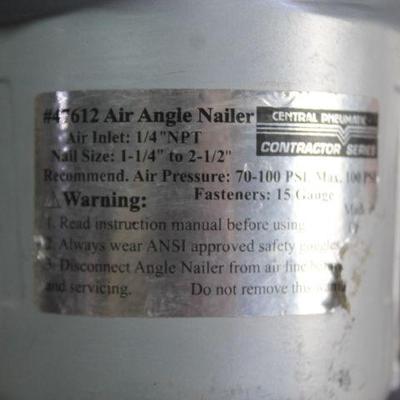 #47612 Air Angle Nailer
CENTRAL PNEUMATIC
CONTRACTOR SERIES
Air Inlet: 1/4"NPT
Nail Size: 1-1/4" to 2-1/2"
Recommend. Air Pressure: 70-100 PSI, Max. 100 PSI
Fasteners: 15 Gauge
Warning:
1. Read instruction manual before using
2. Always wear ANSI approved safety goggles
3. Disconnect Angle Nailer from air line
and servicing. Do not remove this